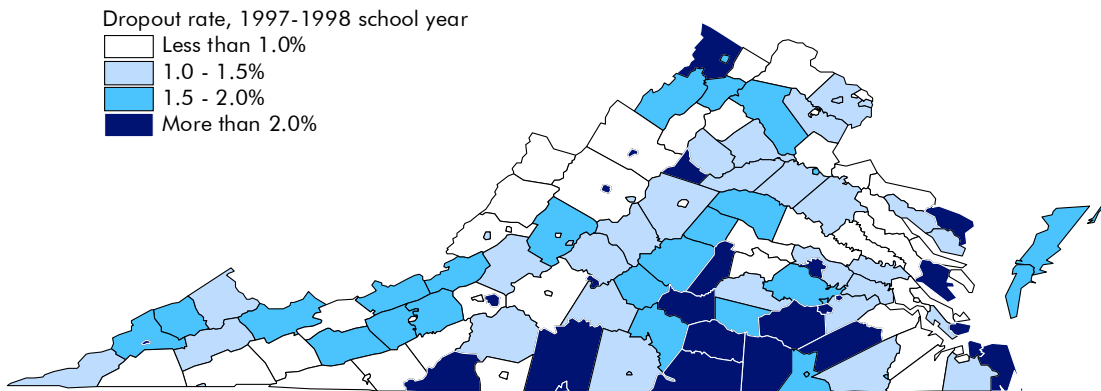 Dropout rate, 1997-1998 school year
Less than 1.0%
1.0 - 1.5%
1.5 - 2.0%
More than 2.0%